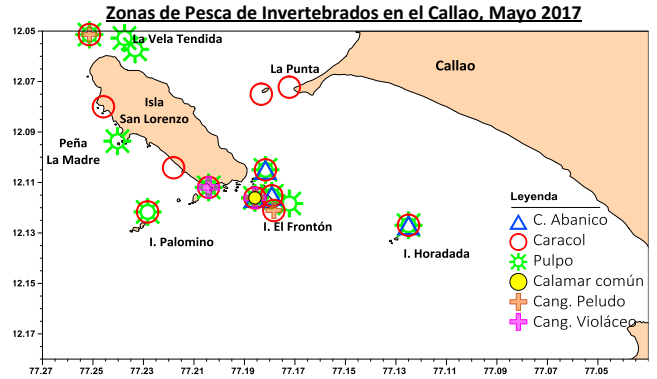 Zonas de Pesca de Invertebrados en el Callao, Mayo 2017
12.05
La Vela Tendida
La Punta
Callao
12.07
Isla
San Lorenzo
12.09
Peña
La Madre
12.11
Leyenda
C. Abanico
Caracol
Pulpo
Calamar común
Cang. Peludo
Cang. Violáceo
I. El Frontón
12.13
I. Palomino
I. Horadada
12.15
12.17
77.27 77.25 77.23 77.21 77.19 77.17 77.15 77.13 77.11 77.09 77.07 77.05